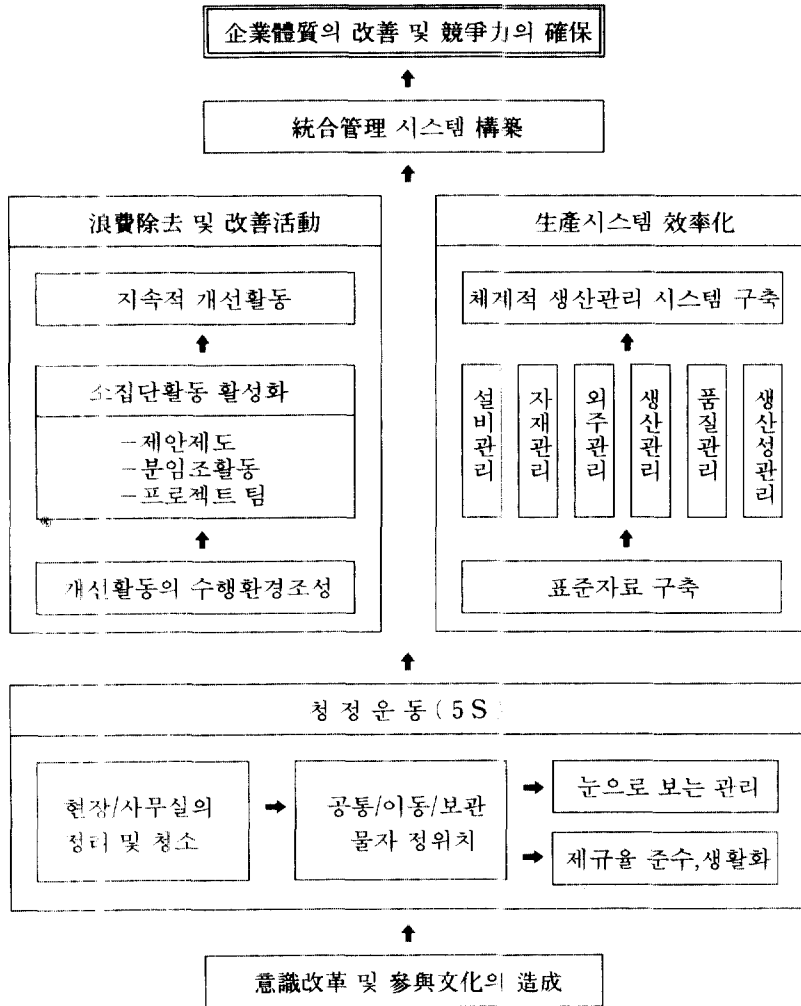 企業體質의 改善 및 競爭力의 確保
統合管理 시스템 構築
浪費除去 및 改善活動
지속적 개선활동
소집단활동 활성화
-제안제도
-분임조활동
-프로젝트 팀
개선활동의 수행환경조성
生產시스템 效率化
체계적 생산관리 시스템 구축
설비관리
자재관리
외주관리
생산관리
품질관리
생산성관리
표준자료 구축
청정운동(5S)
현장/사무실의
정리 및 청소
공통/이동/보관
물자 정위치
눈으로 보는 관리
제규율 준수,생활화
意識改革 및 參與文化의 造成